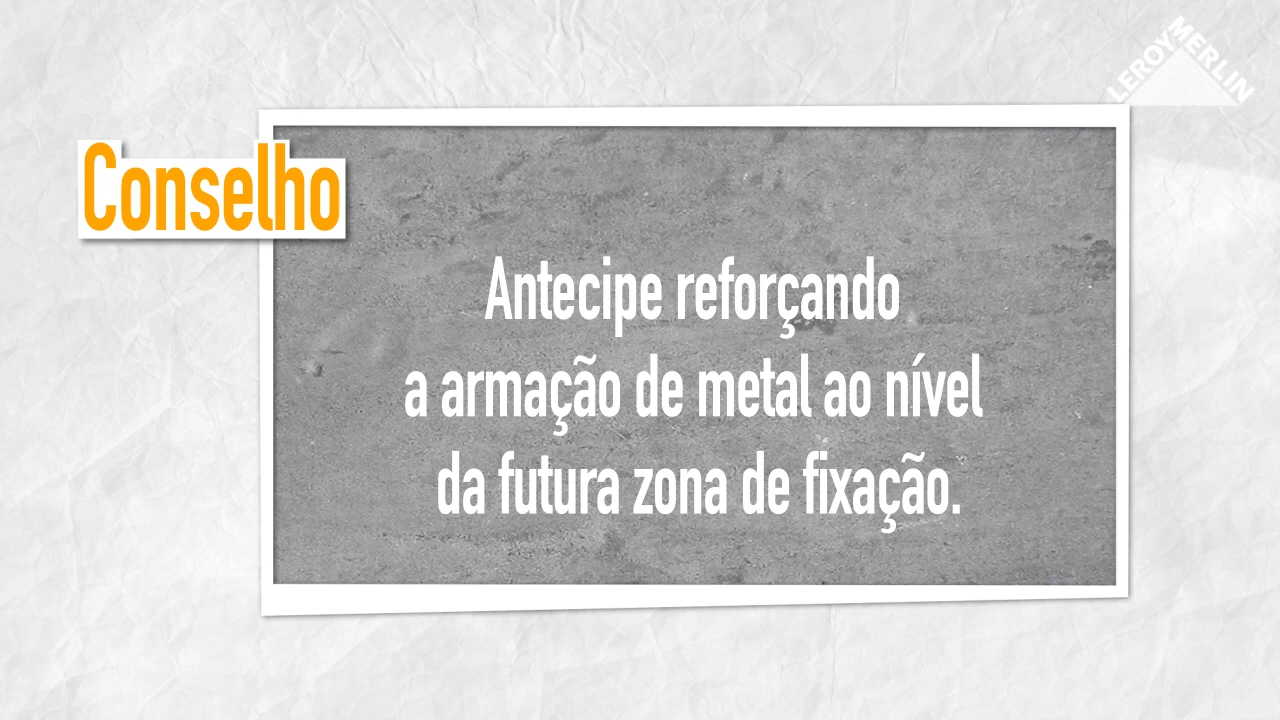 LEROY MERLIN
Conselho
Antecipe reforçando
a armação de metal ao nível
da futura zona de fixação.